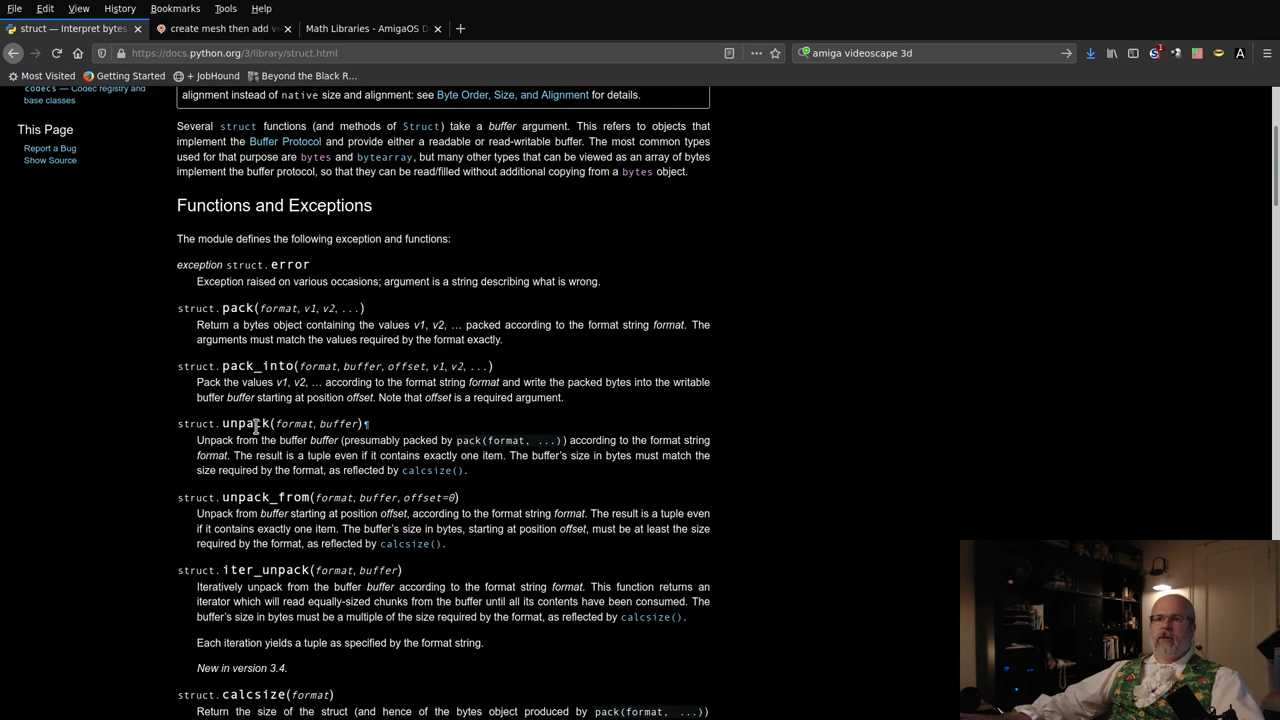 File Edit View History Bookmarks Tools Help
struct — Interpret bytes
create mesh then add v
Math Libraries - AmigaOS D
https://docs.python.org/3/library/struct.html
amiga videoscape 3d
1
A
Most Visited
Getting Started
+ JobHound
Beyond the Black R...
codecs — Codec registry and
base classes
This Page
Report a Bug
Show Source
alignment instead of native size and alignment: see Byte Order, Size, and Alignment for details.
Several struct functions (and methods of Struct) take a buffer argument. This refers to objects that
implement the Buffer Protocol and provide either a readable or read-writable buffer. The most common types
used for that purpose are bytes and bytearray, but many other types that can be viewed as an array of bytes
implement the buffer protocol, so that they can be read/filled without additional copying from a bytes object.
Functions and Exceptions
The module defines the following exception and functions:
exception struct.error
Exception raised on various occasions; argument is a string describing what is wrong.
struct.pack(format, v1, v2, ...)
Return a bytes object containing the values v1, v2, … packed according to the format string format. The
arguments must match the values required by the format exactly.
struct.pack_into(format, buffer, offset, v1, v2, ...)
Pack the values v1, v2, … according to the format string format and write the packed bytes into the writable
buffer buffer starting at position offset. Note that offset is a required argument.
struct.unpack(format, buffer)¶
Unpack from the buffer buffer (presumably packed by pack(format, ...)) according to the format string
format. The result is a tuple even if it contains exactly one item. The buffer’s size in bytes must match the
size required by the format, as reflected by calcsize().
struct.unpack_from(format, buffer, offset=0)
Unpack from buffer starting at position offset, according to the format string format. The result is a tuple even
if it contains exactly one item. The buffer’s size in bytes, starting at position offset, must be at least the size
required by the format, as reflected by calcsize().
struct.iter_unpack(format, buffer)
Iteratively unpack from the buffer buffer according to the format string format. This function returns an
iterator which will read equally-sized chunks from the buffer until all its contents have been consumed. The
buffer’s size in bytes must be a multiple of the size required by the format, as reflected by calcsize().
Each iteration yields a tuple as specified by the format string.
New in version 3.4.
struct.calcsize(format)
Return the size of the struct (and hence of the bytes object produced by pack(format, ...))